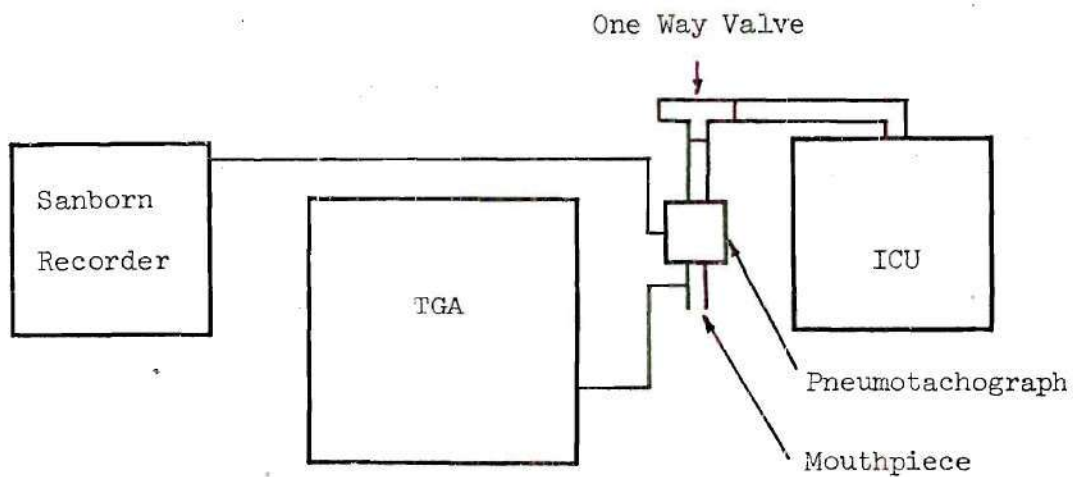 One Way Valve
Sanborn
Recorder
TGA
ICU
Pneumotachograph
Mouthpiece